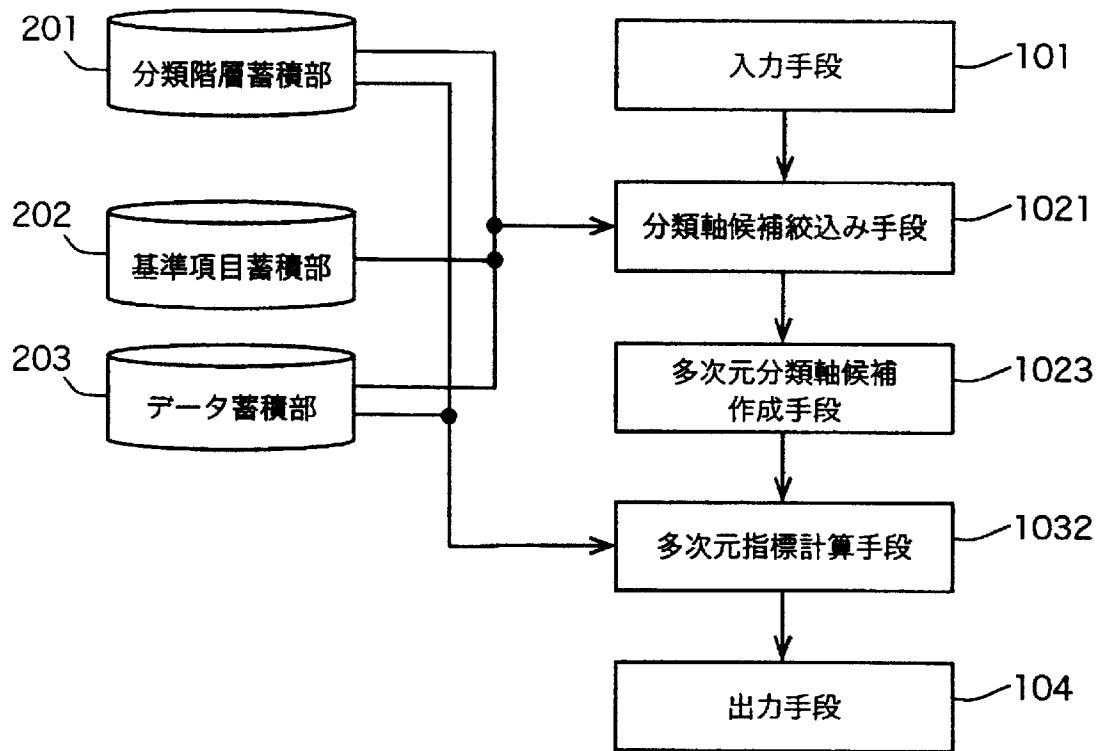 201
分類階層蓄積部
202
基準項目蓄積部
203
データ蓄積部
入力手段
101
分類軸候補絞込み手段
1021
多次元分類軸候補
作成手段
1023
多次元指標計算手段
1032
出力手段
104